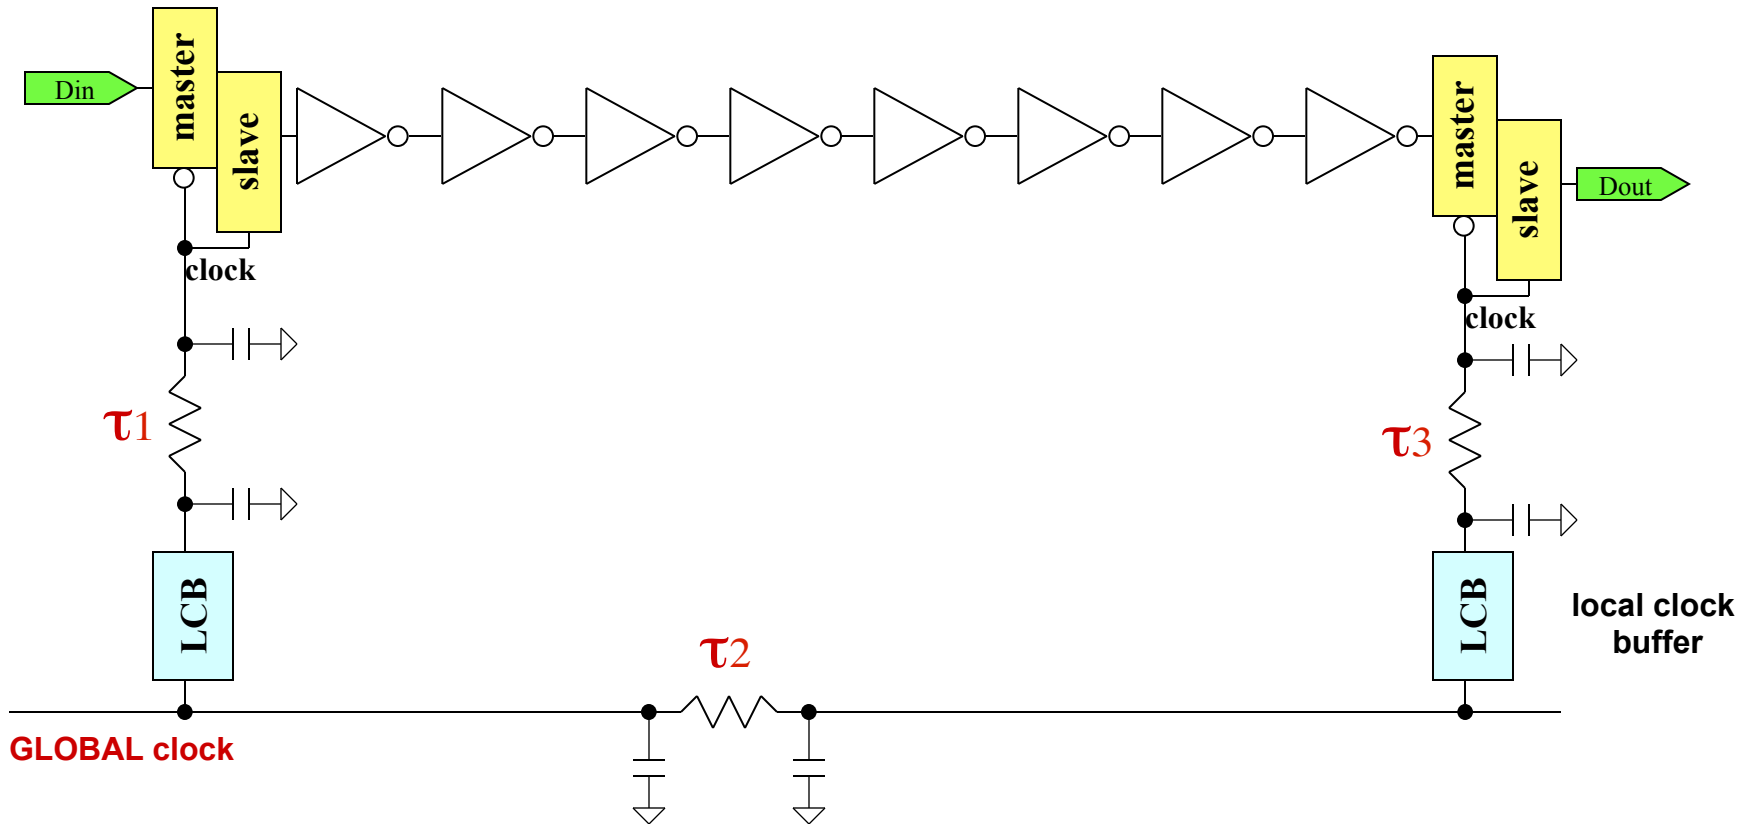 master
Din
slave
clock
τ1
LCB
GLOBAL clock
τ2
master
slave
Dout
clock
τ3
LCB
local clock
buffer